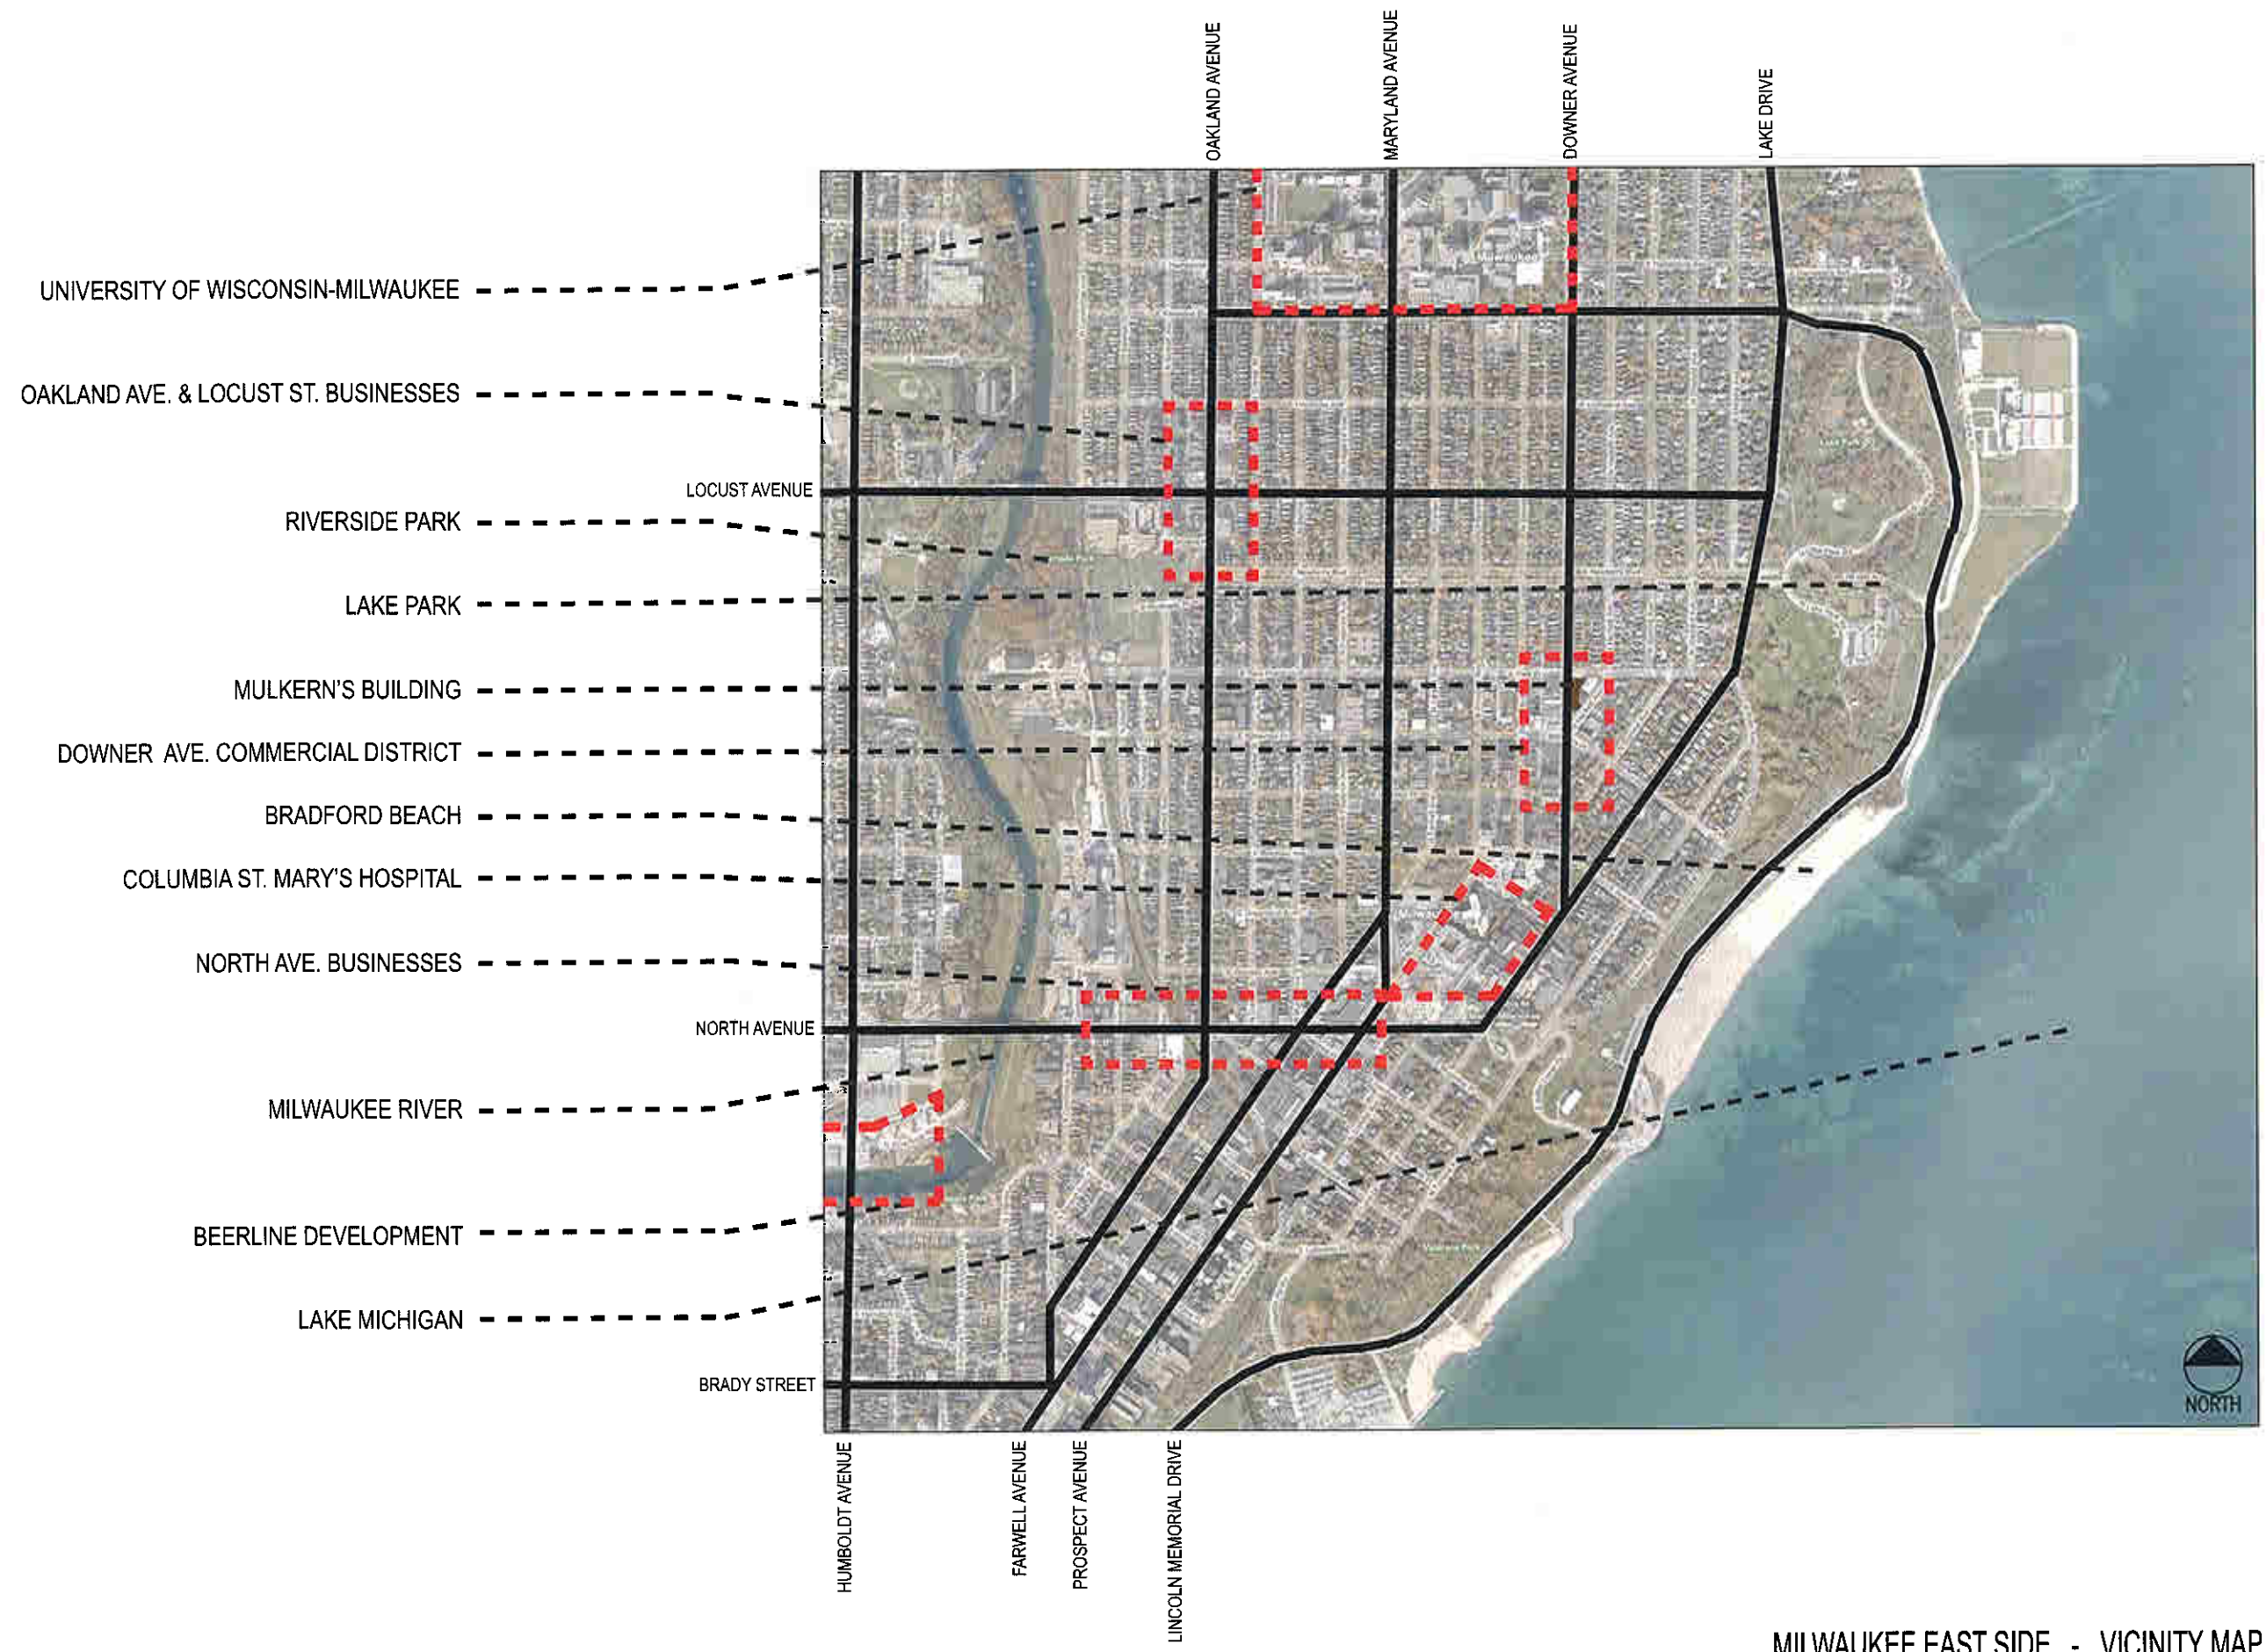 OAKLAND AVENUE
MARYLAND AVENUE
DOWNER AVENUE
LAKE DRIVE
UNIVERSITY OF WISCONSIN-MILWAUKEE
OAKLAND AVE. & LOCUST ST. BUSINESSES
LOCUST AVENUE
RIVERSIDE PARK
LAKE PARK
MULKERN'S BUILDING
DOWNER AVE. COMMERCIAL DISTRICT
BRADFORD BEACH
COLUMBIA ST. MARY'S HOSPITAL
NORTH AVE. BUSINESSES
NORTH AVENUE
MILWAUKEE RIVER
BEERLINE DEVELOPMENT
LAKE MICHIGAN
BRADY STREET
Milwaukee
NORTH
HUMBOLDT AVENUE
FARWELL AVENUE
PROSPECT AVENUE
LINCOLN MEMORIAL DRIVE
MILWAUKEE EAST SIDE - VICINITY MAP